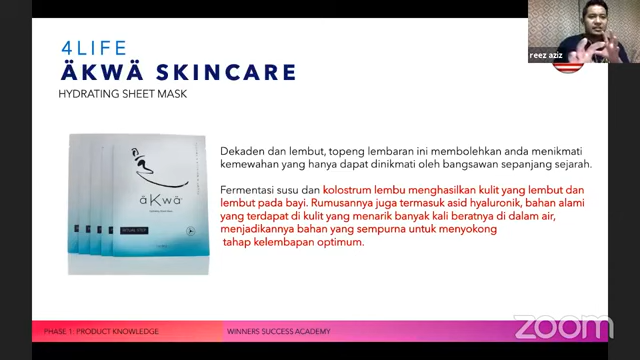 4LIFE
ÄKWÄ SKINCARE
HYDRATING SHEET MASK
reez aziz
Dekaden dan lembut, topeng lembaran ini membolehkan anda menikmati
kemewahan yang hanya dapat dinikmati oleh bangsawan sepanjang sejarah.
Fermentasi susu dan kolostrum lembu menghasilkan kulit yang lembut dan
lembut pada bayi. Rumusannya juga termasuk asid hyaluronik, bahan alami
yang terdapat di kulit yang menarik banyak kali beratnya di dalam air,
menjadikannya bahan yang sempurna untuk menyokong
tahap kelembapan optimum.
äKwä
PHASE 1: PRODUCT KNOWLEDGE
WINNERS SUCCESS ACADEMY
zoom